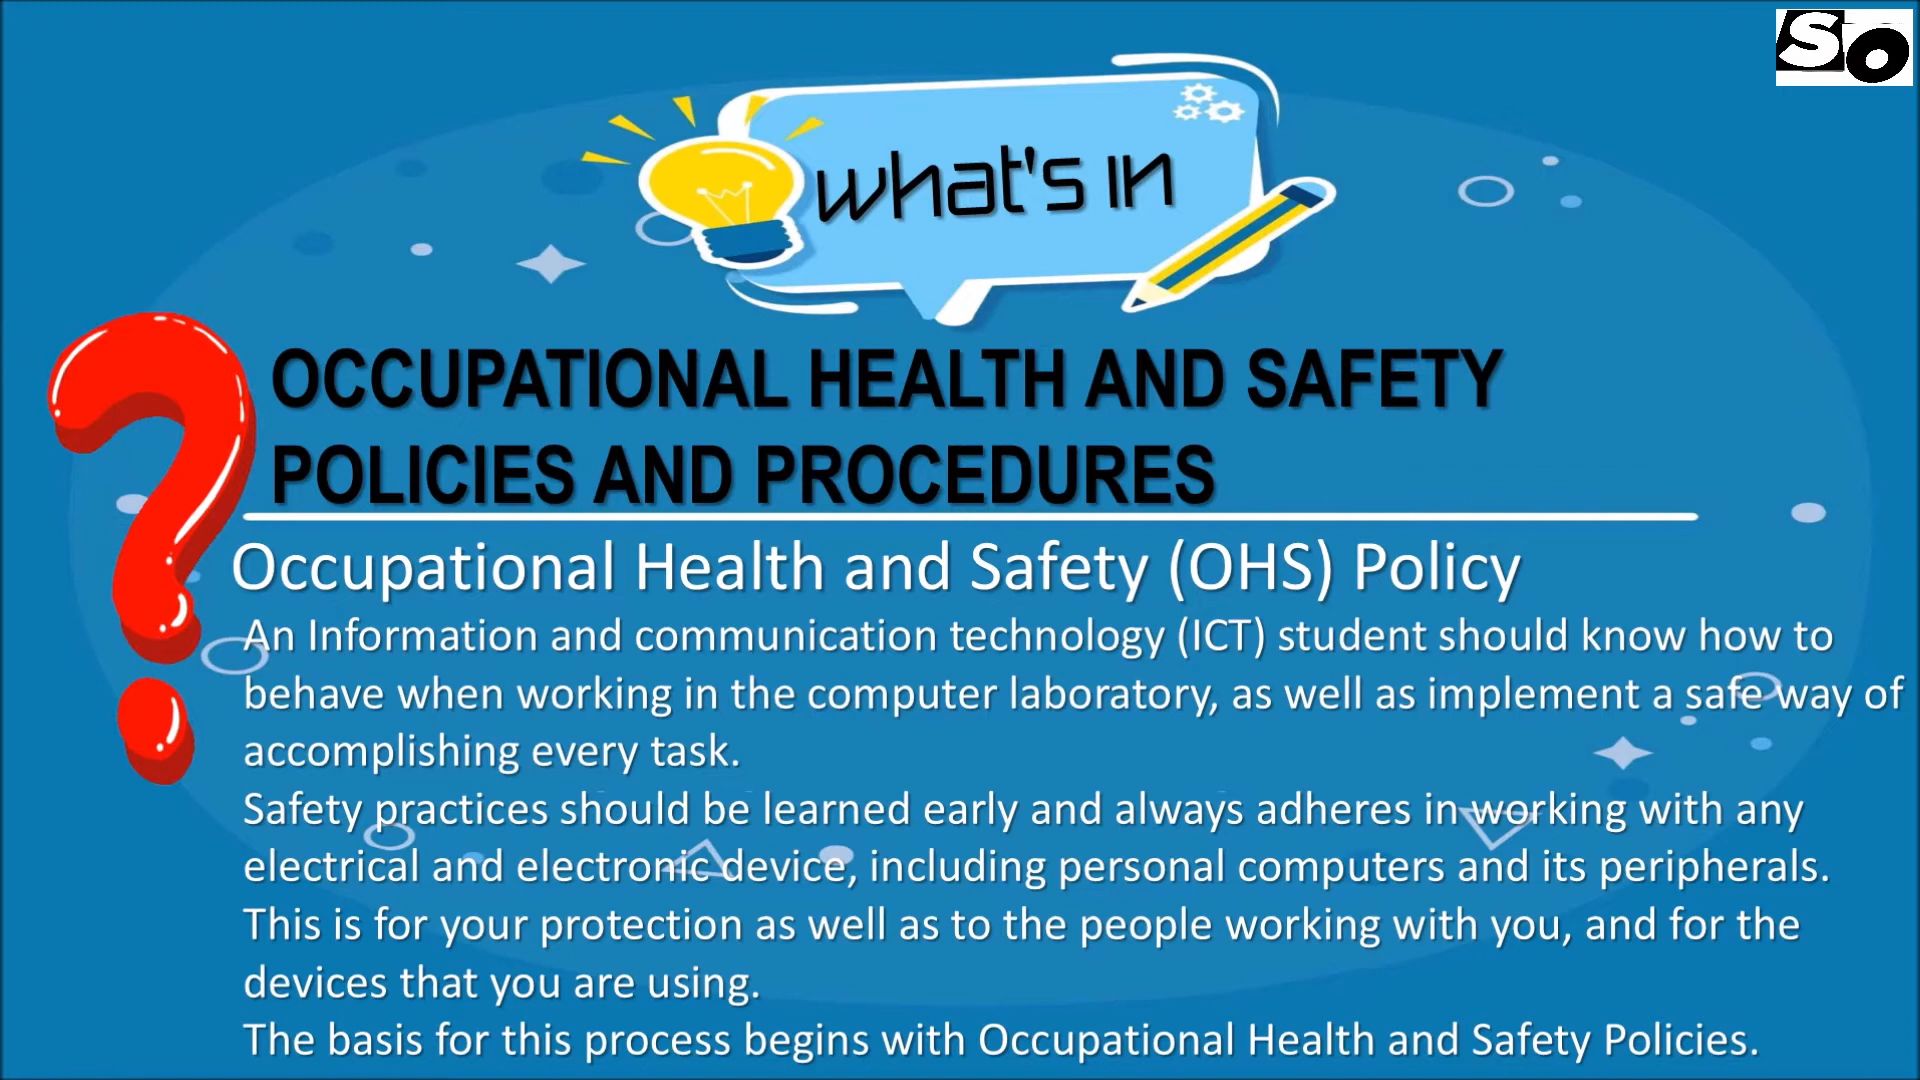 SO
what's in
OCCUPATIONAL HEALTH AND SAFETY
POLICIES AND PROCEDURES
Occupational Health and Safety (OHS) Policy
An Information and communication technology (ICT) student should know how to
behave when working in the computer laboratory, as well as implement a safe way of
accomplishing every task.
Safety practices should be learned early and always adheres in working with any
electrical and electronic device, including personal computers and its peripherals.
This is for your protection as well as to the people working with you, and for the
devices that you are using.
The basis for this process begins with Occupational Health and Safety Policies.